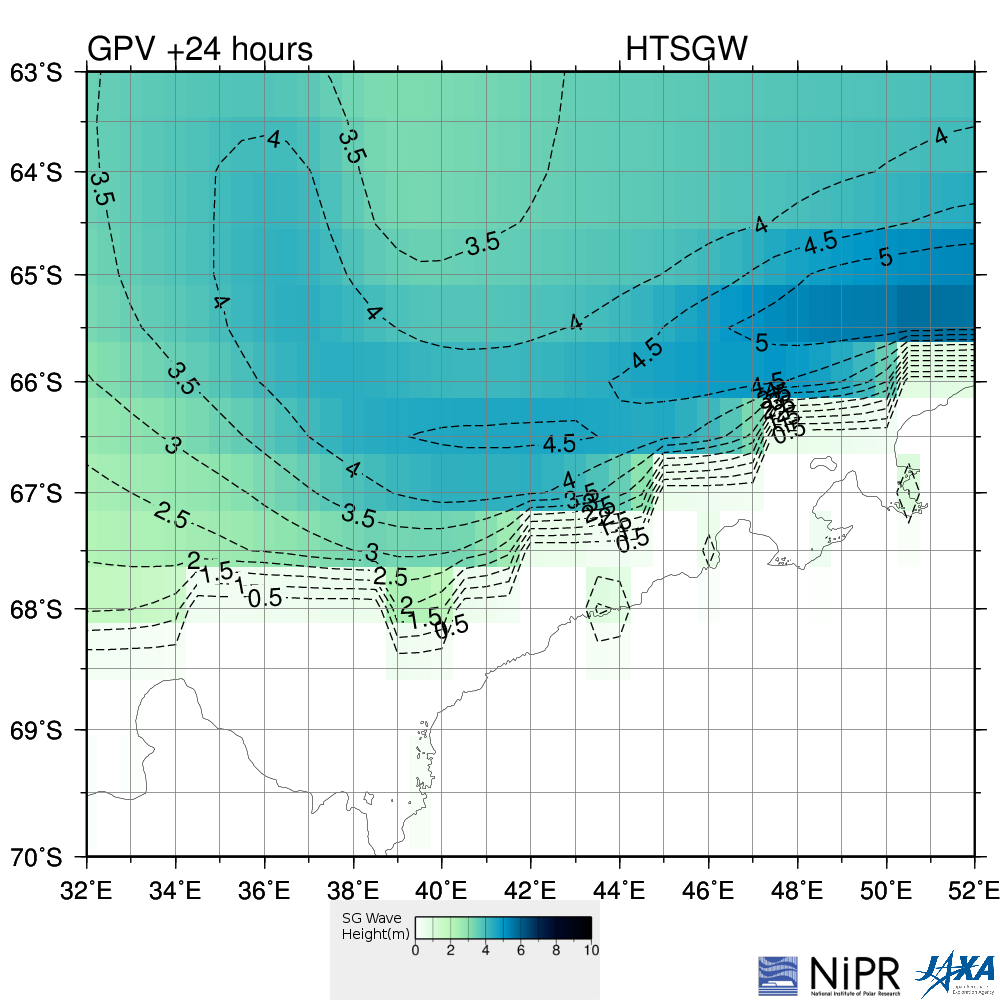 GPV +24 hours HTSGW
63°S
64°S
65°S
66°S
67°S
68°S
69°S
70°S
32°E 34°E 36°E 38°E 40°E 42°E 44°E 46°E 48°E 50°E 52°E
4 3.5 4
3.5
3.5 4 4.5 5
4 4 4
5
4.5
3.5 4.5
3 4.5 0.5
4 4
2.5 3.5 3.5
3 0.5
2 1.5 2.5
1 0.5 2
1.5 0.5
SG Wave
Height(m)
0 2 4 6 8 10
NiPR
National Institute of Polar Research
JAXA
Japan Aerospace
Exploration Agency